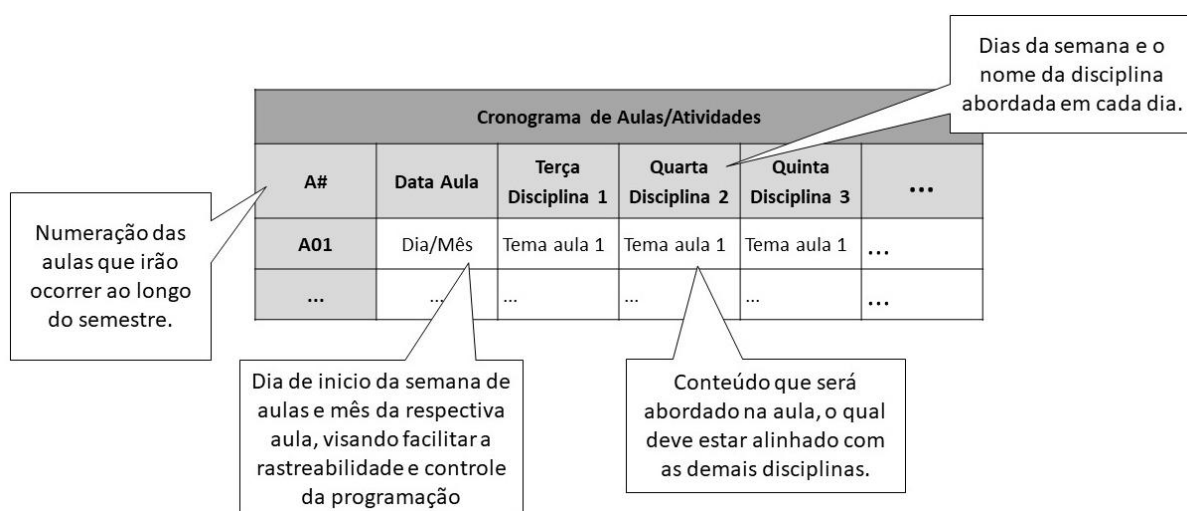 Dias da semana e o
nome da disciplina
abordada em cada dia.
Cronograma de Aulas/Atividades
A#
Data Aula
Terça
Disciplina 1
Quarta
Disciplina 2
Quinta
Disciplina 3
...
A01
Dia/Mês
Tema aula 1
Tema aula 1
Tema aula 1
...
...
...
...
...
...
...
Numeração das
aulas que irão
ocorrer ao longo
do semestre.
Dia de inicio da semana de
aulas e mês da respectiva
aula, visando facilitar a
rastreabilidade e controle
da programação
Conteúdo que será
abordado na aula, o qual
deve estar alinhado com
as demais disciplinas.